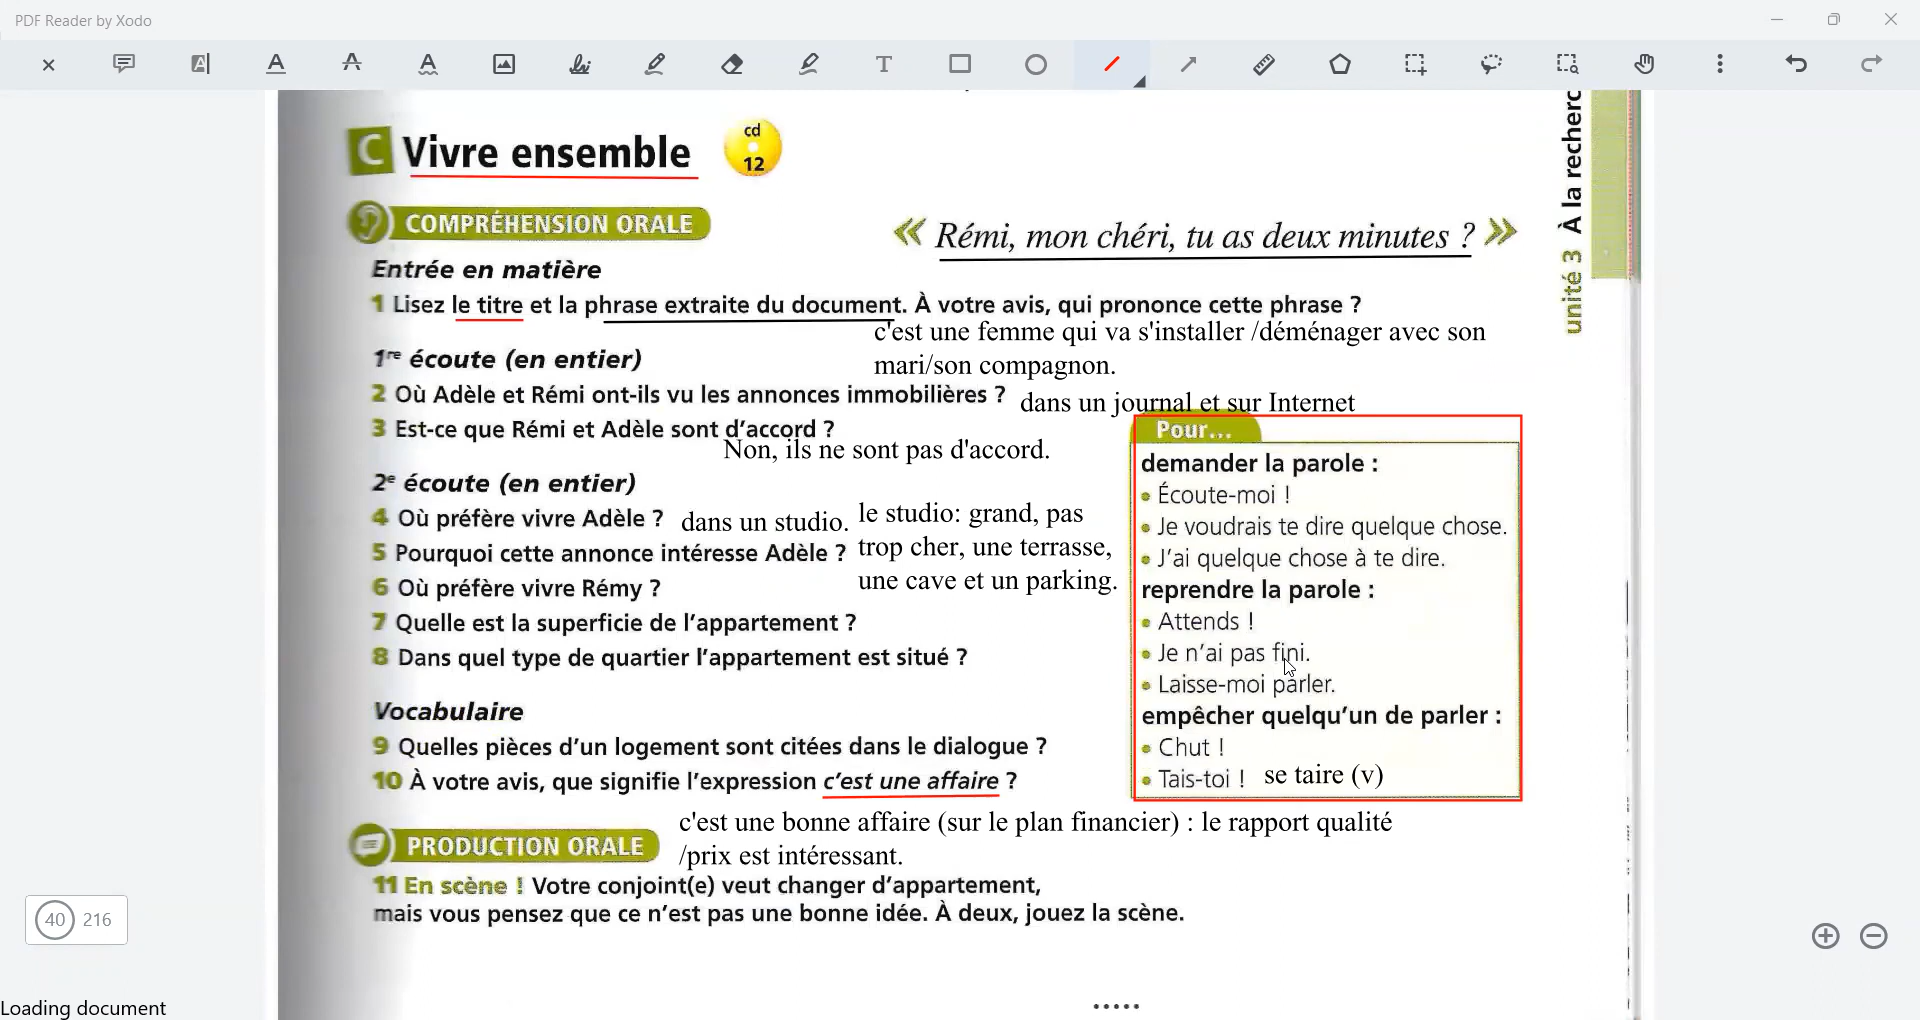 PDF Reader by Xodo
C Vivre ensemble
cd
12
COMPRÉHENSION ORALE
« Rémi, mon chéri, tu as deux minutes ? »
Entrée en matière
1 Lisez le titre et la phrase extraite du document. À votre avis, qui prononce cette phrase ?
c'est une femme qui va s'installer /déménager avec son
mari/son compagnon.
1re écoute (en entier)
2 Où Adèle et Rémi ont-ils vu les annonces immobilières ? dans un journal et sur Internet
3 Est-ce que Rémi et Adèle sont d'accord ?
Non, ils ne sont pas d'accord.
2e écoute (en entier)
4 Où préfère vivre Adèle ? dans un studio.
5 Pourquoi cette annonce intéresse Adèle ?
le studio: grand, pas
trop cher, une terrasse,
une cave et un parking.
6 Où préfère vivre Rémy ?
7 Quelle est la superficie de l'appartement ?
8 Dans quel type de quartier l'appartement est situé ?
Vocabulaire
9 Quelles pièces d'un logement sont citées dans le dialogue ?
10 À votre avis, que signifie l'expression c'est une affaire ?
c'est une bonne affaire (sur le plan financier) : le rapport qualité
/prix est intéressant.
Pour...
demander la parole :
• Écoute-moi !
• Je voudrais te dire quelque chose.
• J'ai quelque chose à te dire.
reprendre la parole :
• Attends !
• Je n'ai pas fini.
• Laisse-moi parler.
empêcher quelqu'un de parler :
• Chut !
• Tais-toi ! se taire (v)
PRODUCTION ORALE
11 En scène ! Votre conjoint(e) veut changer d'appartement,
mais vous pensez que ce n'est pas une bonne idée. À deux, jouez la scène.
unité 3 À la recherc
40 216
Loading document